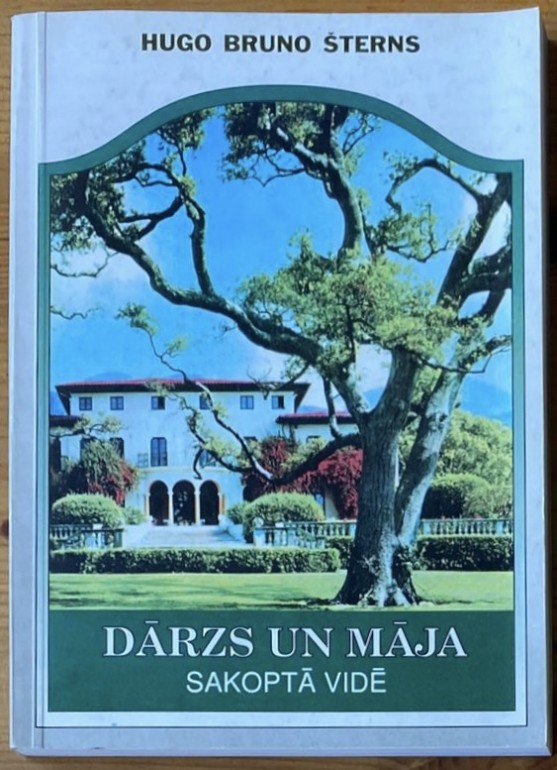 HUGO BRUNO ŠTERNS
DĀRZS UN MĀJA
SAKOPTĀ VIDĒ